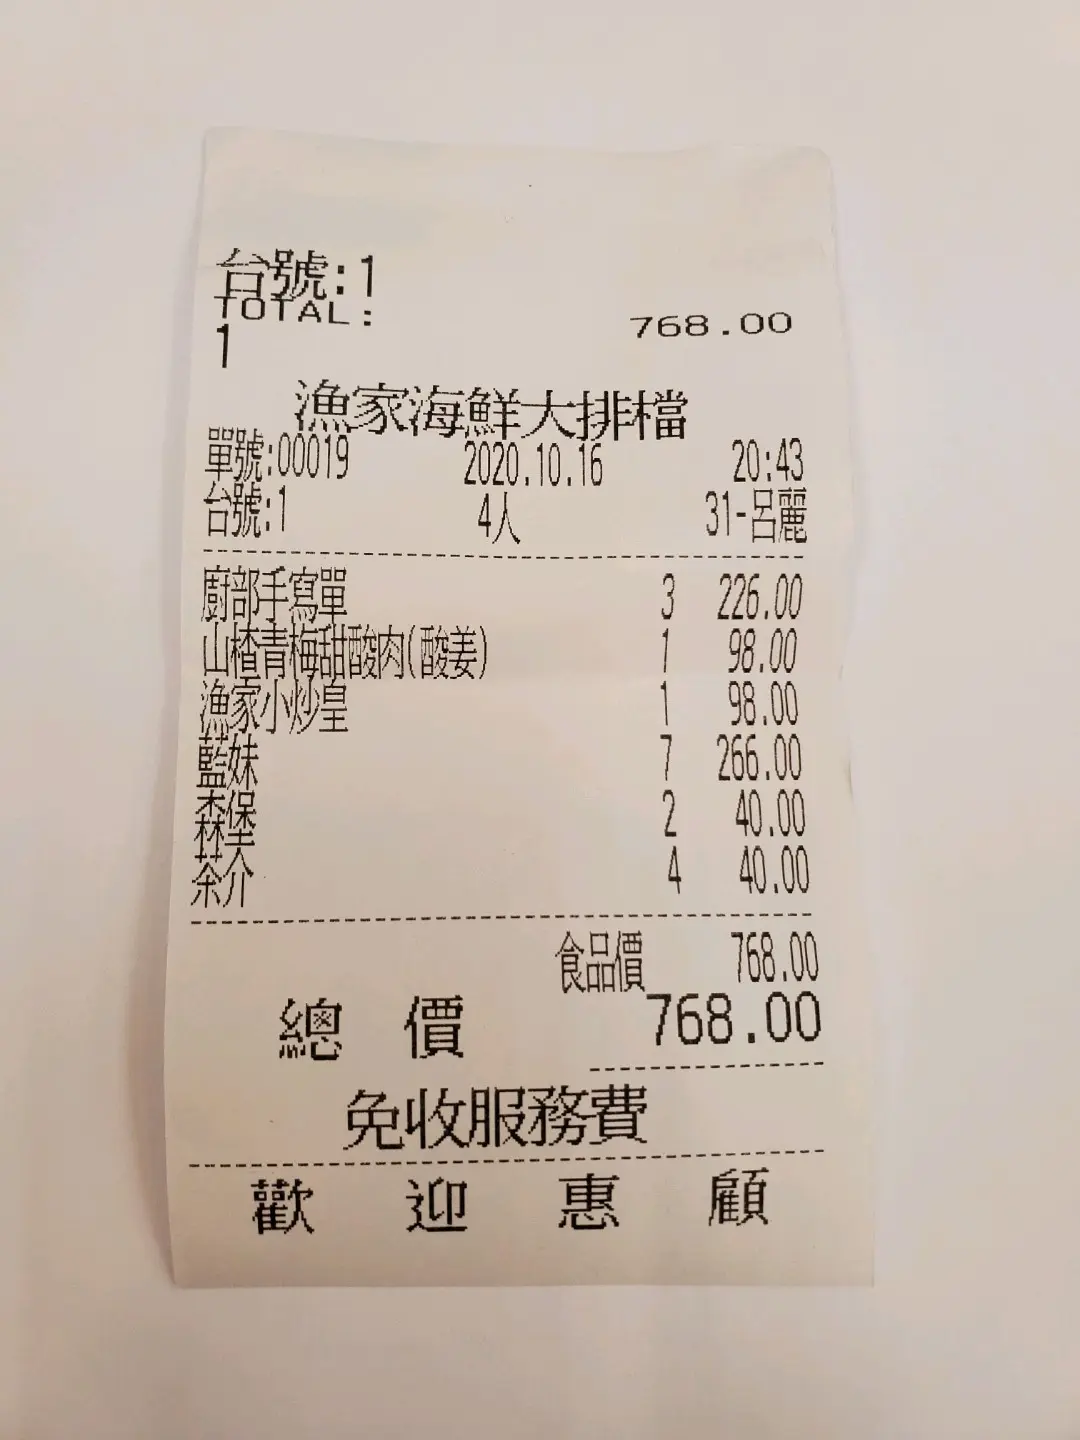 台號:1
TOTAL: 768.00
1
漁家海鮮大排檔
單號:00019 2020.10.16 20:43
台號:1 4人 31-呂麗
廚部手寫單 3 226.00
山楂青梅甜酸肉(酸姜) 1 98.00
漁家小炒皇 1 98.00
藍妹 7 266.00
森堡 2 40.00
茶介 4 40.00
食品價 768.00
總 價 768.00
免收服務費
歡 迎 惠 顧